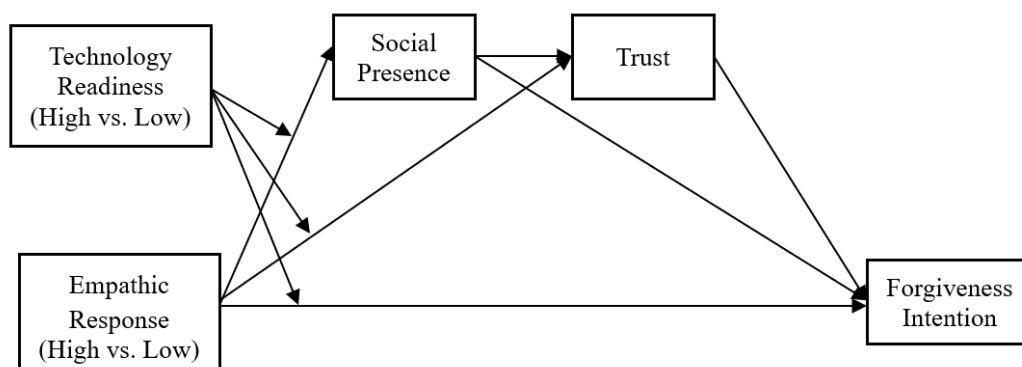 Technology
Readiness
(High vs. Low)
Social
Presence
Trust
Empathic
Response
(High vs. Low)
Forgiveness
Intention